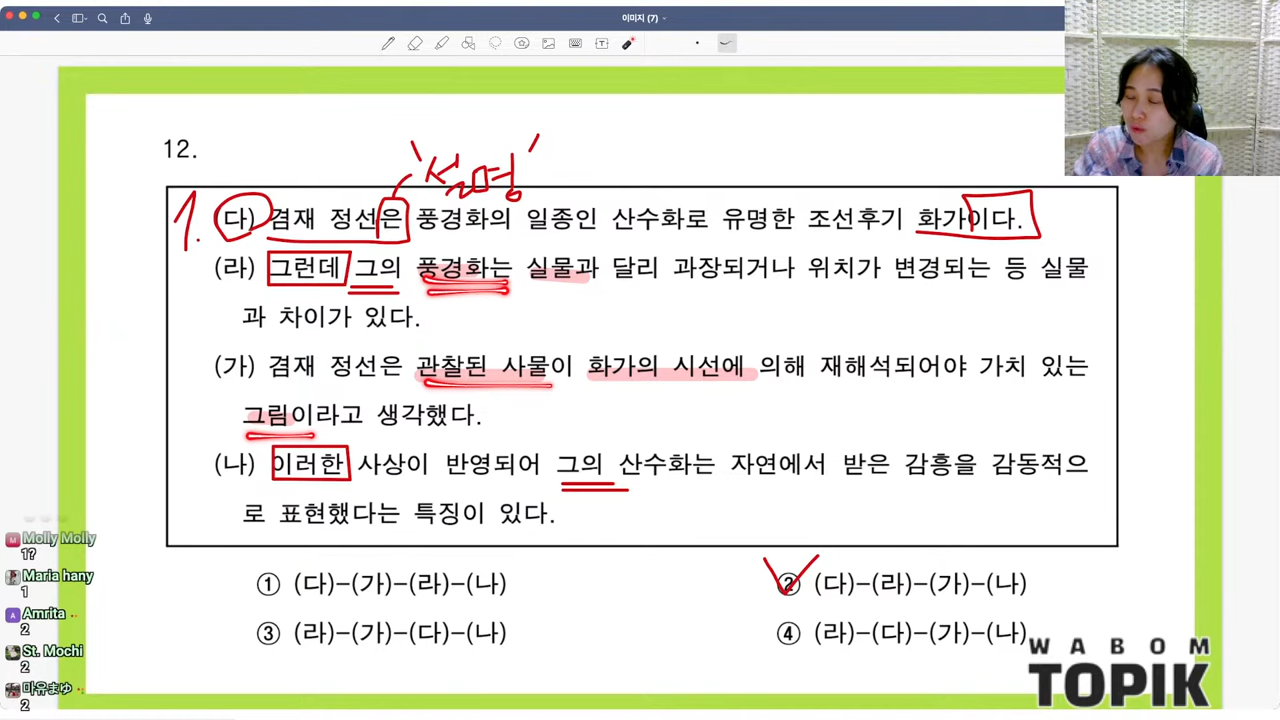 이미지 (7)
12.
'설명'
1. (다) 겸재 정선은 풍경화의 일종인 산수화로 유명한 조선후기 화가이다.
(라) 그런데 그의 풍경화는 실물과 달리 과장되거나 위치가 변경되는 등 실물
과 차이가 있다.
(가) 겸재 정선은 관찰된 사물이 화가의 시선에 의해 재해석되어야 가치 있는
그림이라고 생각했다.
(나) 이러한 사상이 반영되어 그의 산수화는 자연에서 받은 감흥을 감동적으
로 표현했다는 특징이 있다.
① (다)-(가)-(라)-(나)
② (다)-(라)-(가)-(나)
③ (라)-(가)-(다)-(나)
④ (라)-(다)-(가)-(나)
M Molly Molly
1?
Maria hany
1
A Amrita
2
St. Mochi
2
마유まゆ
2
WABOM
TOPIK